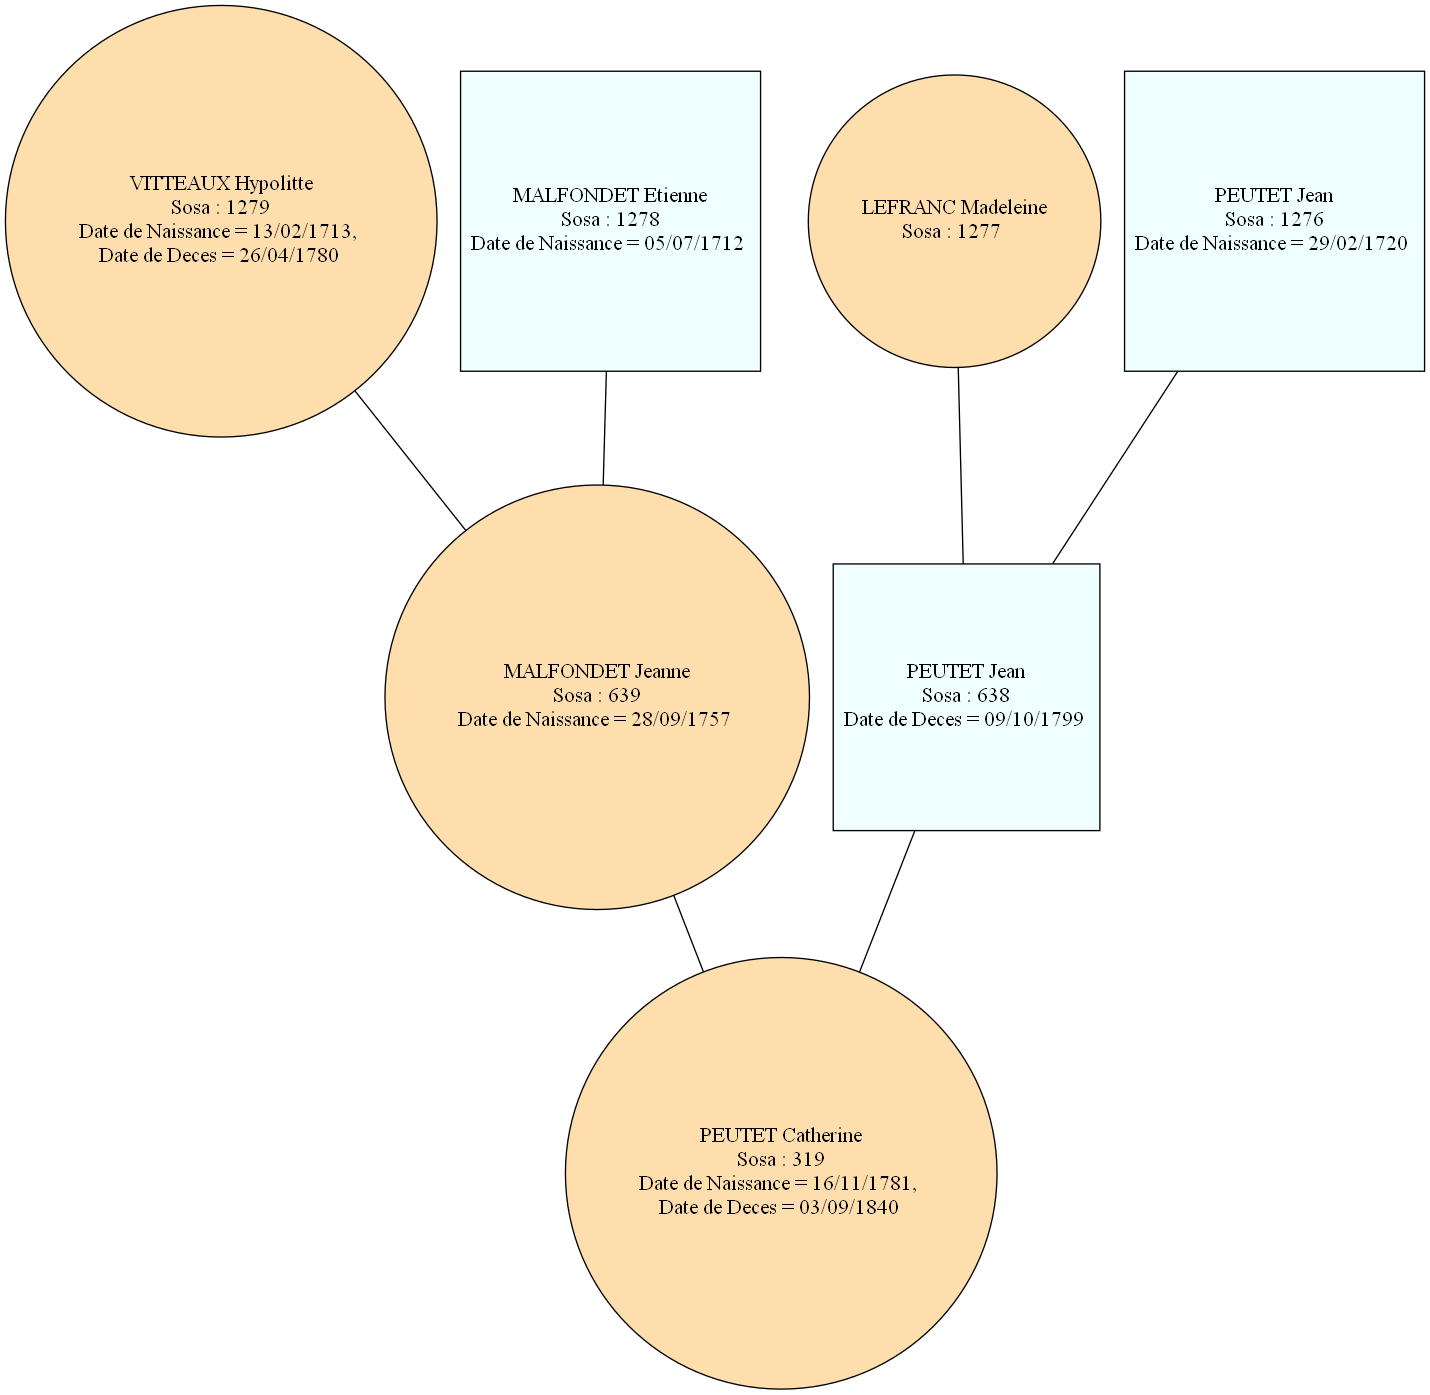 VITTEAUX Hypolitte
Sosa : 1279
Date de Naissance = 13/02/1713,
Date de Deces = 26/04/1780
MALFONDET Etienne
Sosa : 1278
Date de Naissance = 05/07/1712
LEFRANC Madeleine
Sosa : 1277
PEUTET Jean
Sosa : 1276
Date de Naissance = 29/02/1720
MALFONDET Jeanne
Sosa : 639
Date de Naissance = 28/09/1757
PEUTET Jean
Sosa : 638
Date de Deces = 09/10/1799
PEUTET Catherine
Sosa : 319
Date de Naissance = 16/11/1781,
Date de Deces = 03/09/1840